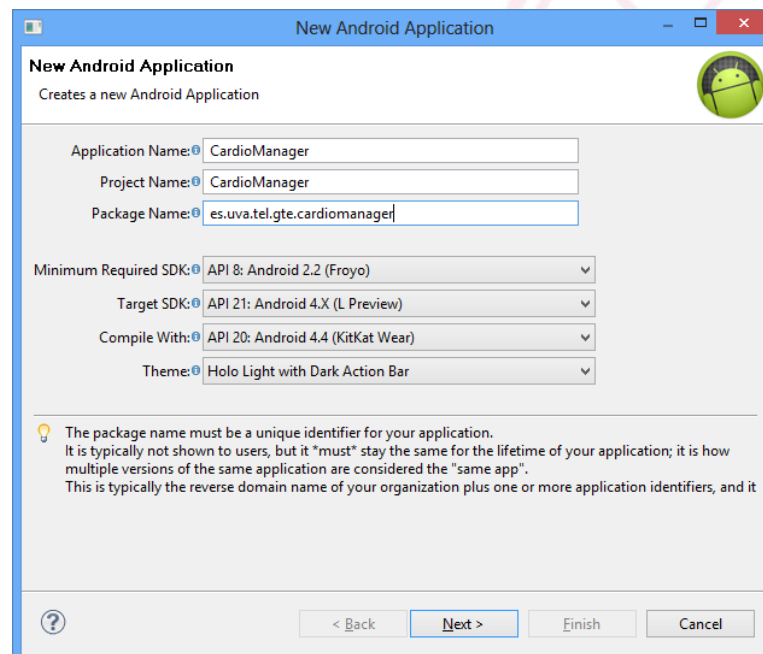 New Android Application
New Android Application
Creates a new Android Application
Application Name: CardioManager
Project Name: CardioManager
Package Name: es.uva.tel.gte.cardiomanager
Minimum Required SDK: API 8: Android 2.2 (Froyo)
Target SDK: API 21: Android 4.X (L Preview)
Compile With: API 20: Android 4.4 (KitKat Wear)
Theme: Holo Light with Dark Action Bar
The package name must be a unique identifier for your application.
It is typically not shown to users, but it *must* stay the same for the lifetime of your application; it is how
multiple versions of the same application are considered the "same app".
This is typically the reverse domain name of your organization plus one or more application identifiers, and it
? < Back Next > Finish Cancel